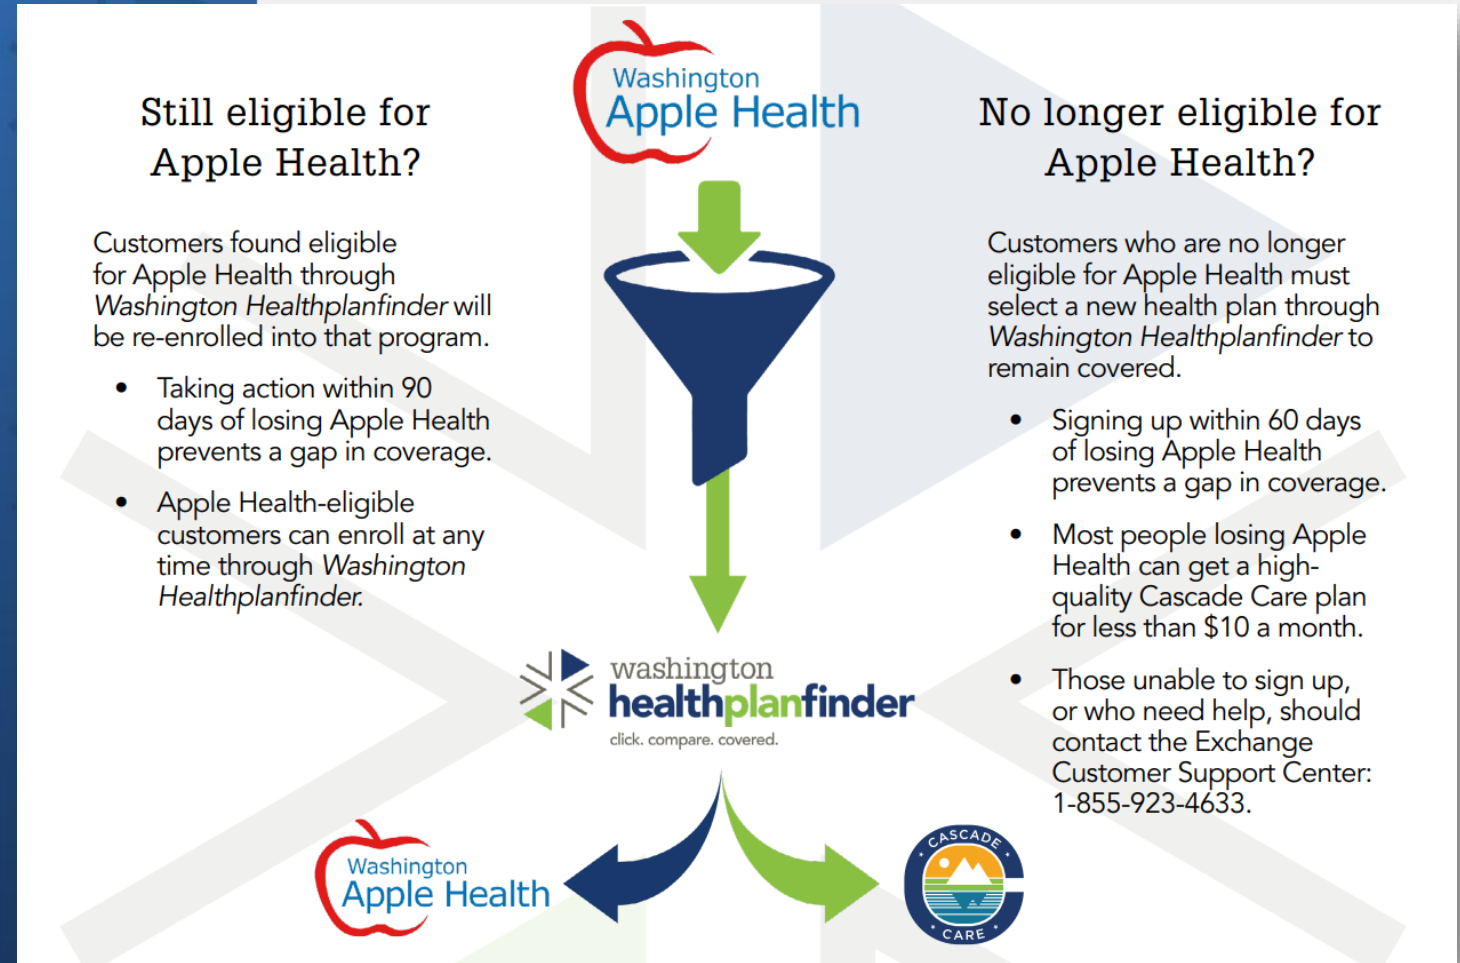 Washington
Apple Health
Still eligible for
Apple Health?
Customers found eligible
for Apple Health through
Washington Healthplanfinder will
be re-enrolled into that program.
• Taking action within 90
days of losing Apple Health
prevents a gap in coverage.
• Apple Health-eligible
customers can enroll at any
time through Washington
Healthplanfinder.
No longer eligible for
Apple Health?
Customers who are no longer
eligible for Apple Health must
select a new health plan through
Washington Healthplanfinder to
remain covered.
• Signing up within 60 days
of losing Apple Health
prevents a gap in coverage.
• Most people losing Apple
Health can get a high-
quality Cascade Care plan
for less than $10 a month.
• Those unable to sign up,
or who need help, should
contact the Exchange
Customer Support Center:
1-855-923-4633.
washington
healthplanfinder
click. compare. covered.
Washington
Apple Health
CASCADE
CARE